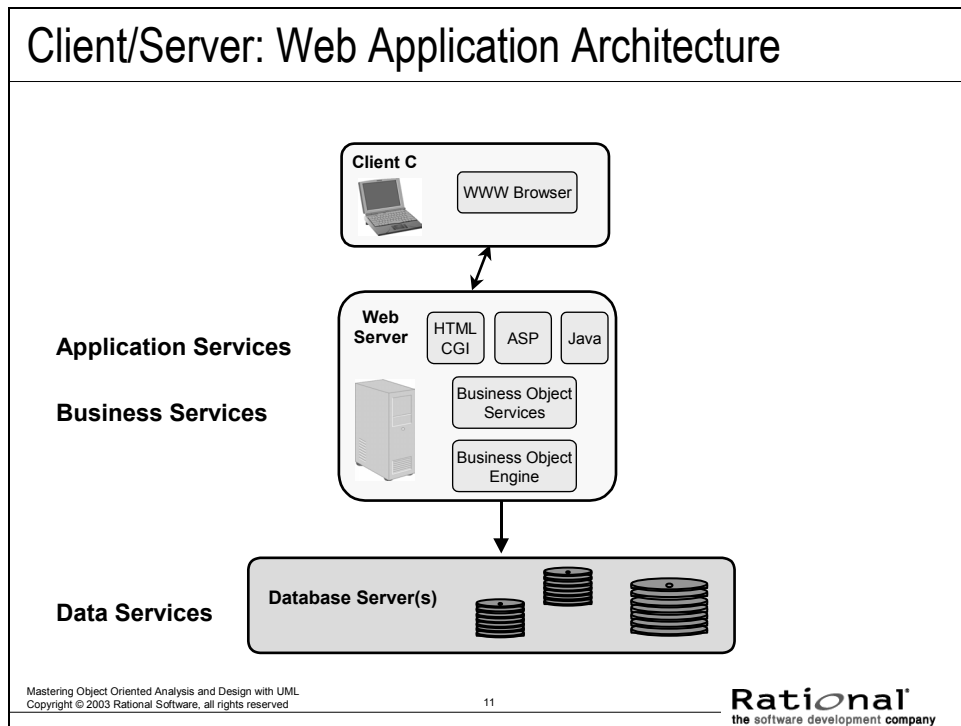 Client/Server: Web Application Architecture
Client C
WWW Browser
Web
Server
HTML
CGI
ASP
Java
Application Services
Business Services
Business Object
Services
Business Object
Engine
Data Services
Database Server(s)
Mastering Object Oriented Analysis and Design with UML
Copyright © 2003 Rational Software, all rights reserved
11
Rational
the software development company